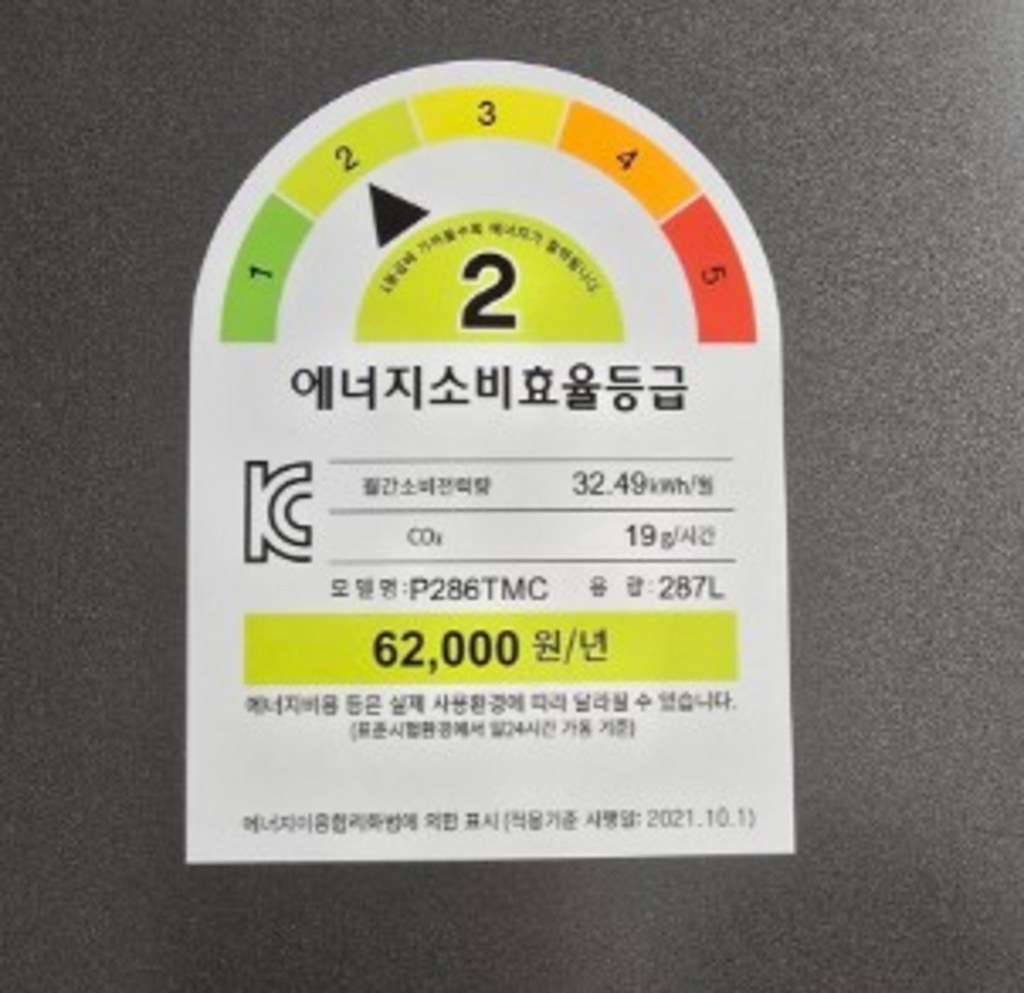 1 2 3 4 5
1등급에 가까울수록 에너지가 절약됩니다.
2
에너지소비효율등급
월간소비전력량 32.49kWh/월
CO₂ 19g/시간
모델명:P286TMC 용 량:287L
62,000 원/년
에너지비용 등은 실제 사용환경에 따라 달라질 수 있습니다.
(표준시험환경에서 일24시간 가동 기준)
에너지이용합리화법에 의한 표시 (적용기준 시행일: 2021.10.1)